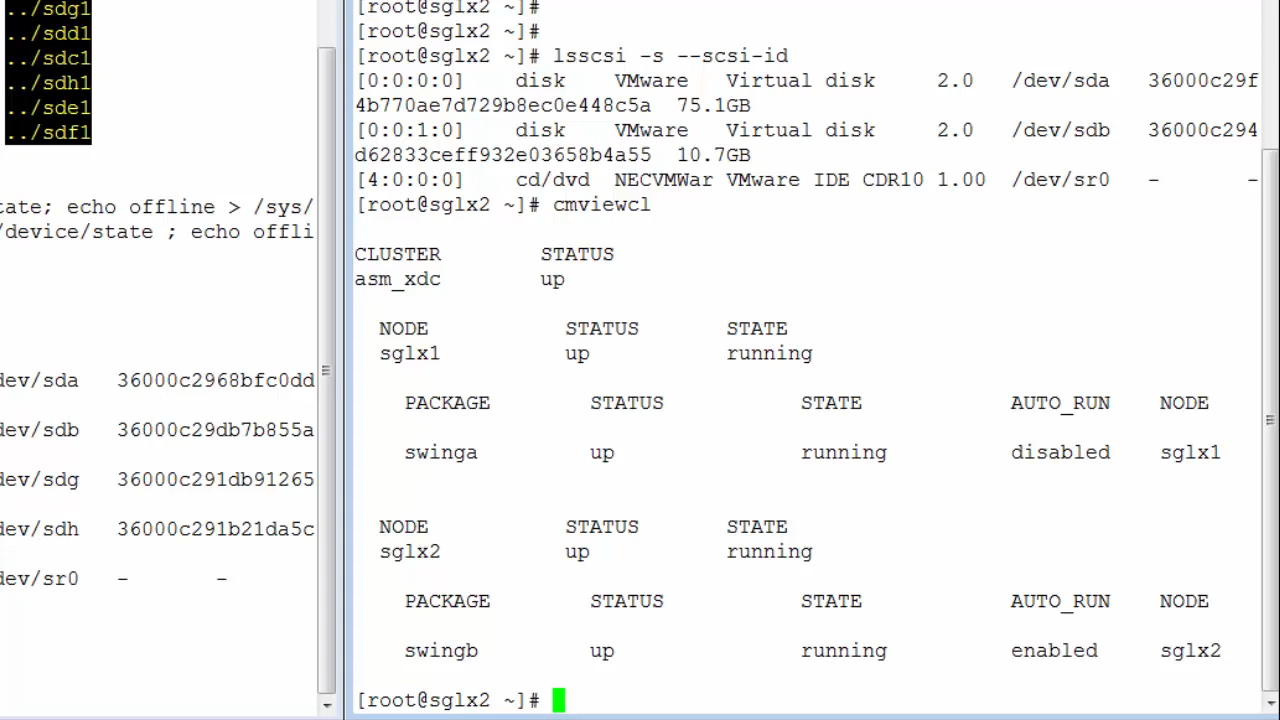 ../sdg1
../sdd1
../sdc1
../sdh1
../sde1
../sdf1
tate; echo offline > /sys/
/device/state ; echo offli
dev/sda   36000c2968bfc0dd
dev/sdb   36000c29db7b855a
dev/sdg   36000c291db91265
dev/sdh   36000c291b21da5c
dev/sr0   -        -
[root@sglx2 ~]#
[root@sglx2 ~]#
[root@sglx2 ~]# lsscsi -s --scsi-id
[0:0:0:0]    disk    VMware   Virtual disk     2.0   /dev/sda   36000c29f
4b770ae7d729b8ec0e448c5a  75.1GB
[0:0:1:0]    disk    VMware   Virtual disk     2.0   /dev/sdb   36000c294
d62833ceff932e03658b4a55  10.7GB
[4:0:0:0]    cd/dvd  NECVMWar VMware IDE CDR10 1.00  /dev/sr0   -       -
[root@sglx2 ~]# cmviewcl
CLUSTER        STATUS
asm_xdc        up
NODE           STATUS       STATE
sglx1          up           running
PACKAGE        STATUS           STATE            AUTO_RUN    NODE
swinga         up               running          disabled    sglx1
NODE           STATUS       STATE
sglx2          up           running
PACKAGE        STATUS           STATE            AUTO_RUN    NODE
swingb         up               running          enabled     sglx2
[root@sglx2 ~]#